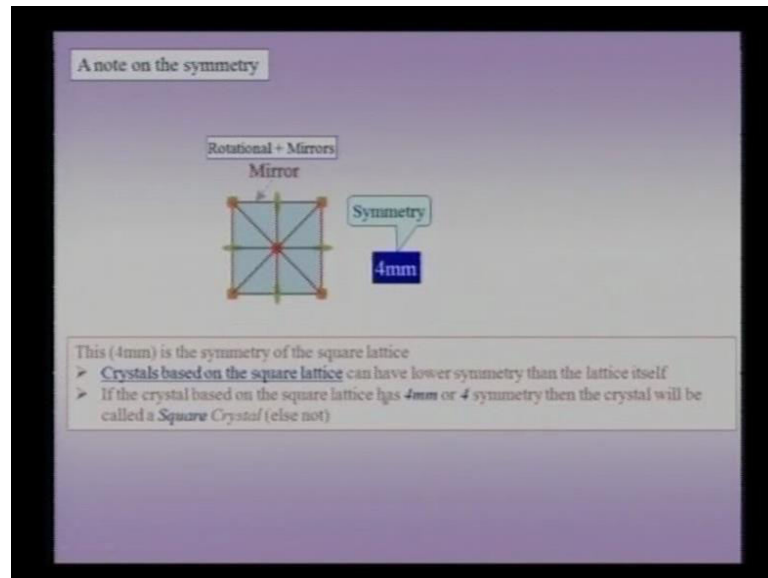 A note on the symmetry
Rotational + Mirrors
Mirror
Symmetry
4mm
This (4mm) is the symmetry of the square lattice
➤ Crystals based on the square lattice can have lower symmetry than the lattice itself
➤ If the crystal based on the square lattice has 4mm or 4 symmetry then the crystal will be
called a Square Crystal (else not)